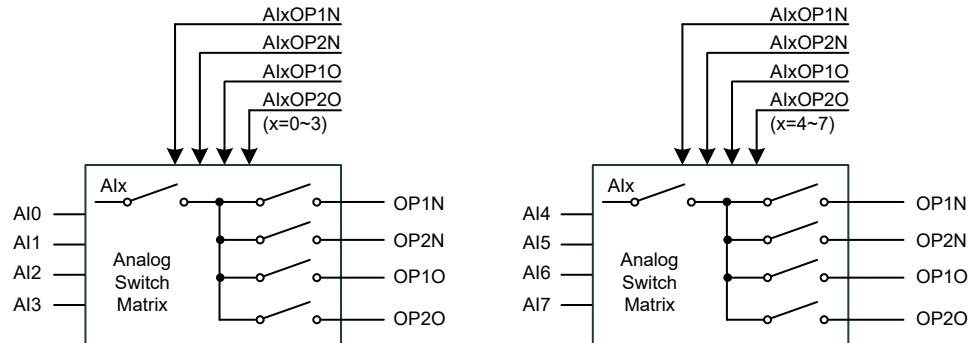 AIxOP1N
AIxOP2N
AIxOP1O
AIxOP2O
(x=0~3)
AIx
AI0
AI1
AI2
AI3
Analog
Switch
Matrix
OP1N
OP2N
OP1O
OP2O
AIxOP1N
AIxOP2N
AIxOP1O
AIxOP2O
(x=4~7)
AIx
AI4
AI5
AI6
AI7
Analog
Switch
Matrix
OP1N
OP2N
OP1O
OP2O